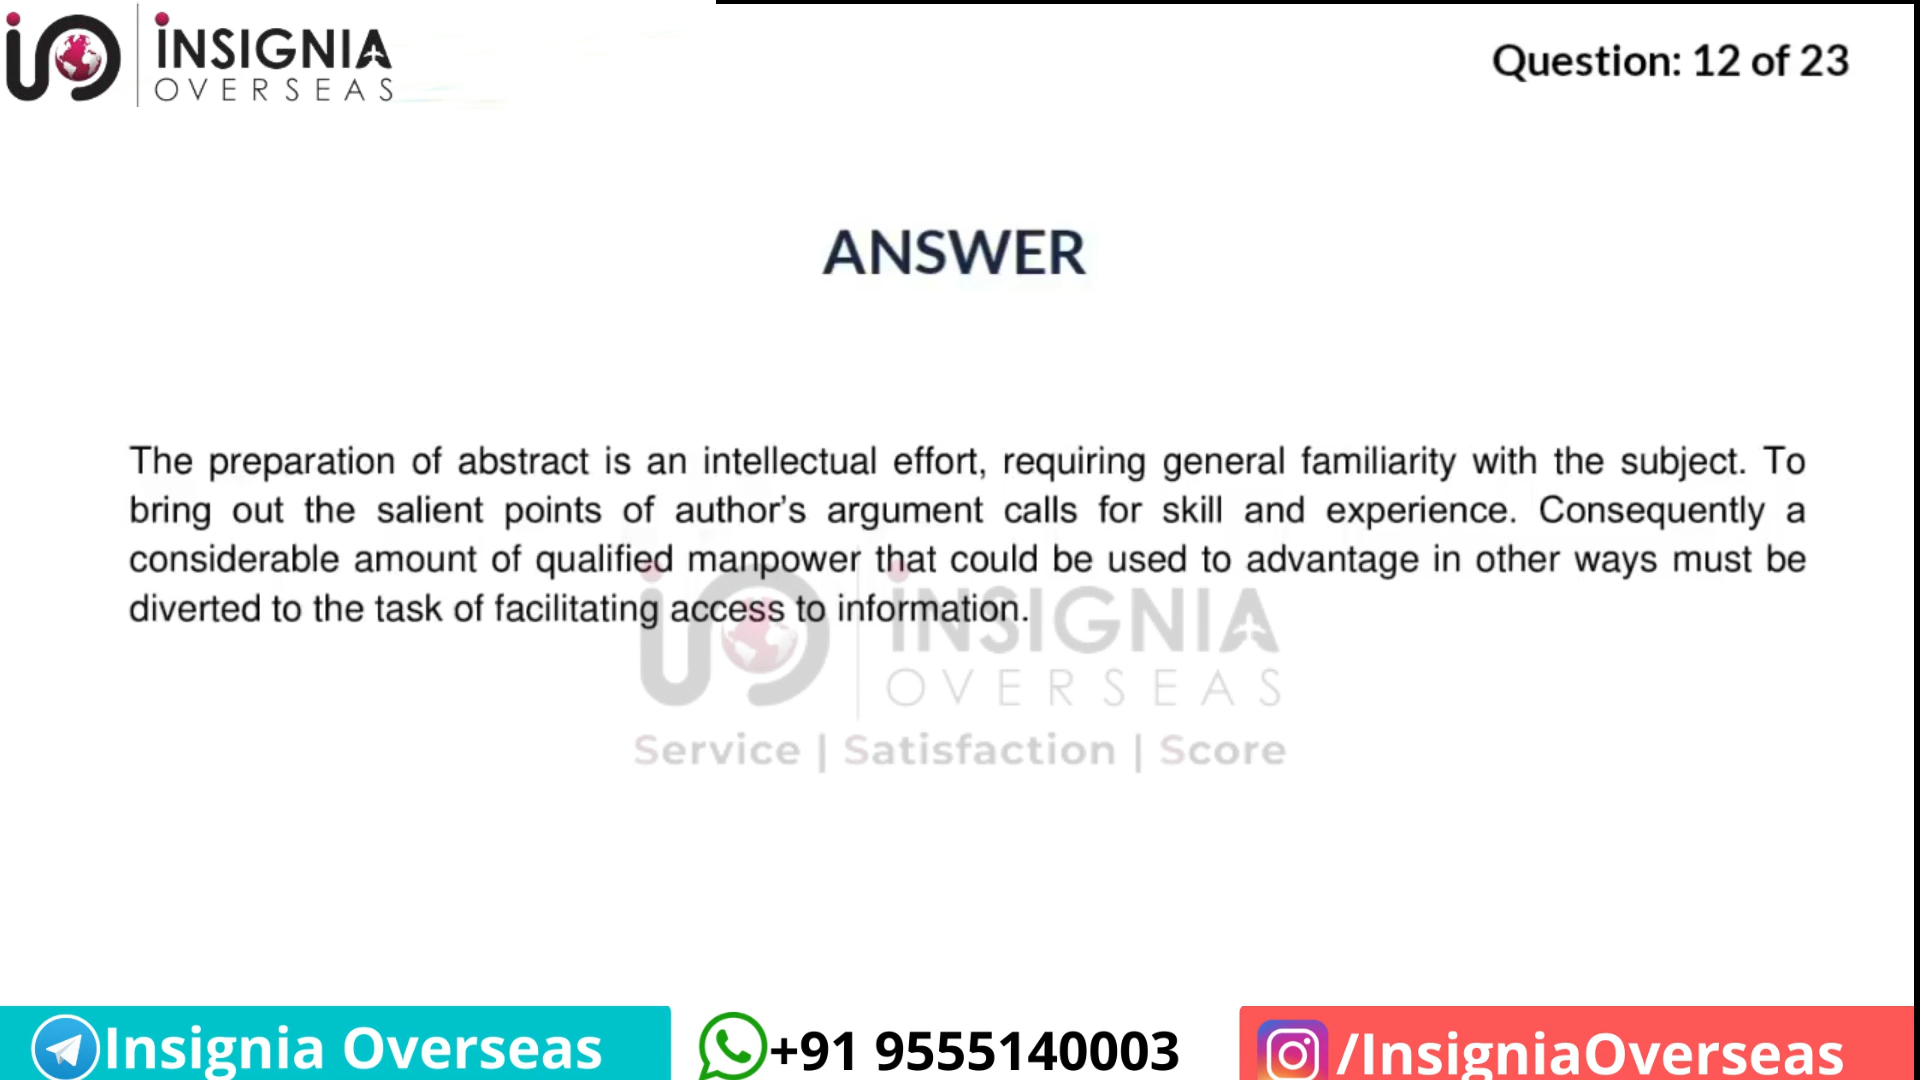 INSIGNIA
OVERSEAS
Question: 12 of 23
ANSWER
The preparation of abstract is an intellectual effort, requiring general familiarity with the subject. To
bring out the salient points of author's argument calls for skill and experience. Consequently a
considerable amount of qualified manpower that could be used to advantage in other ways must be
diverted to the task of facilitating access to information.
INSIGNIA
OVERSEAS
Service | Satisfaction | Score
Insignia Overseas
+91 9555140003
/InsigniaOverseas